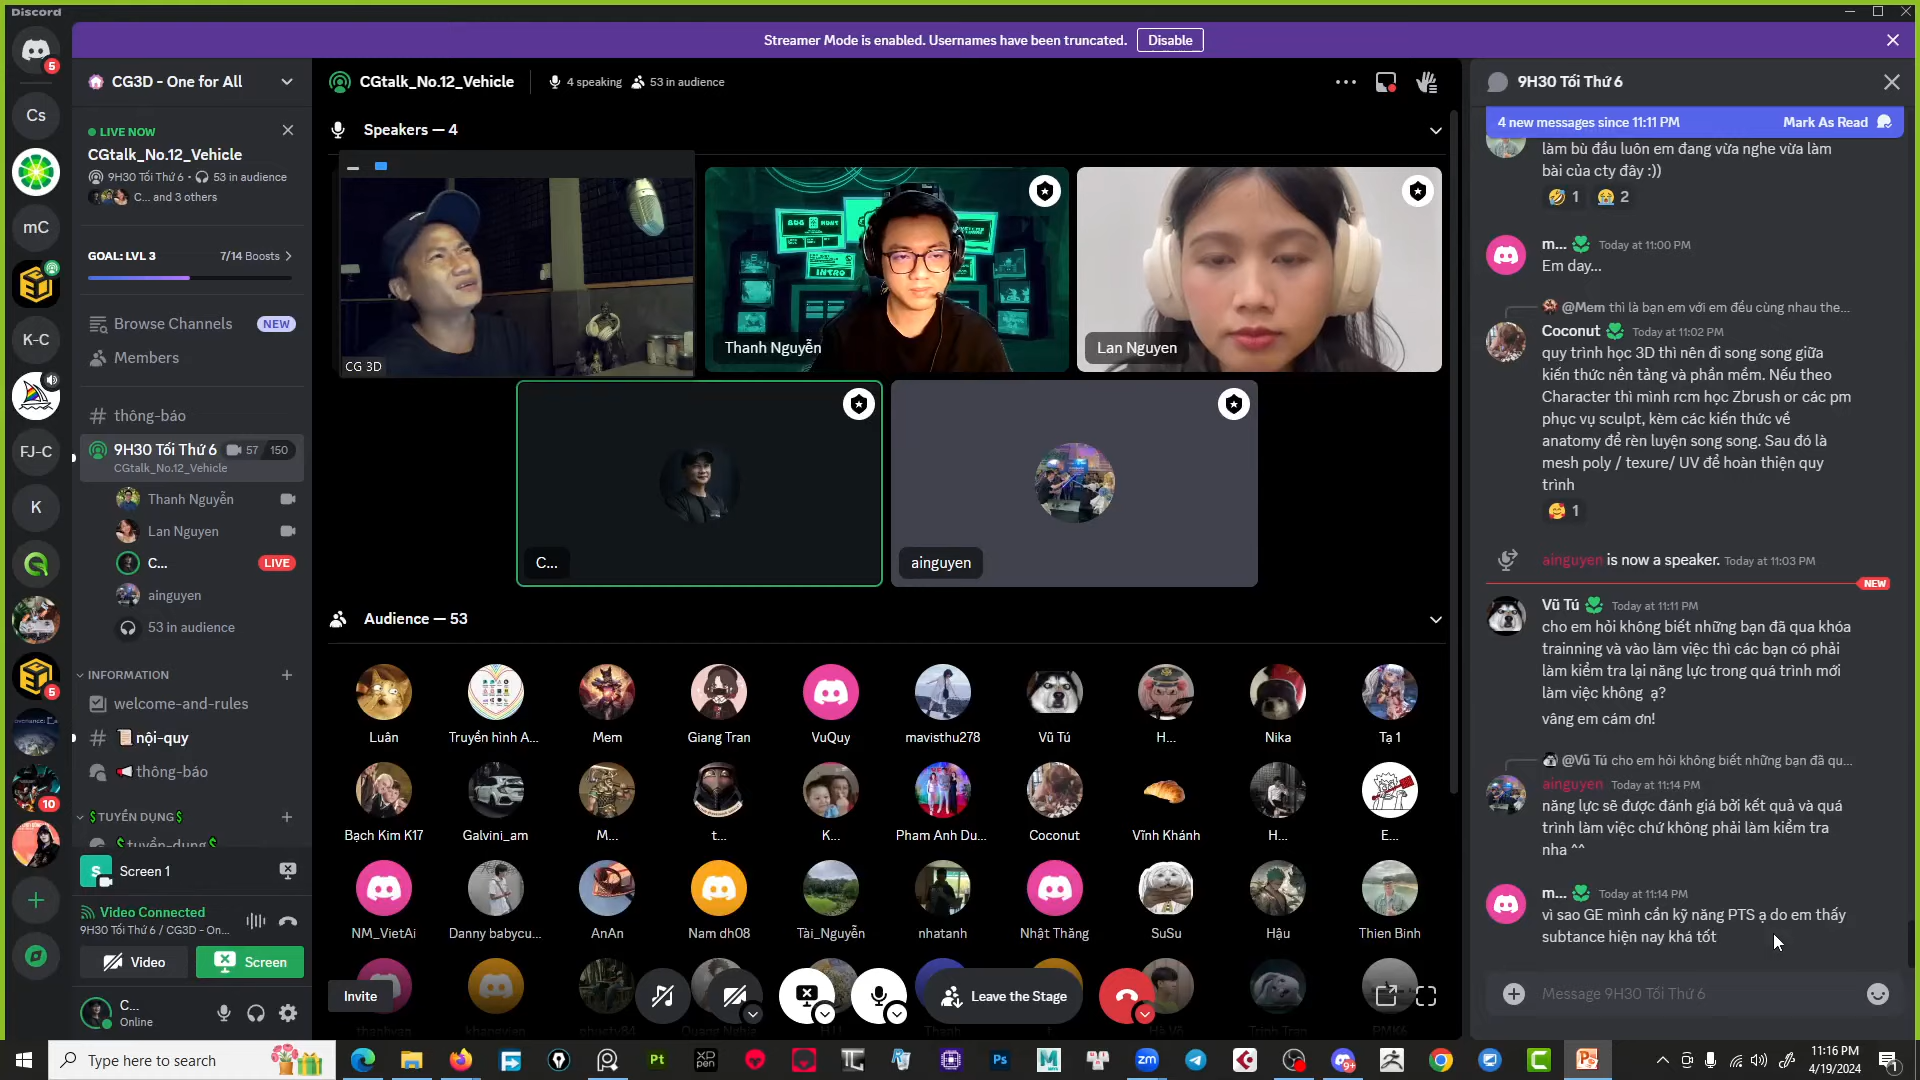 Discord
Streamer Mode is enabled. Usernames have been truncated.
Disable
5
Cs
mC
K-C
FJ-C
K
5
10
CG3D - One for All
LIVE NOW
CGtalk_No.12_Vehicle
9H30 Tối Thứ 6 • 53 in audience
C... and 3 others
GOAL: LVL 3
7/14 Boosts
Browse Channels
NEW
Members
thông-báo
9H30 Tối Thứ 6
57
150
CGtalk_No.12_Vehicle
Thanh Nguyễn
Lan Nguyen
C...
LIVE
ainguyen
53 in audience
INFORMATION
welcome-and-rules
nội-quy
thông-báo
$TUYỂN DỤNG$
$tuyển-dụng$
S
Screen 1
Video Connected
9H30 Tối Thứ 6 / CG3D - On...
Video
Screen
C...
Online
CGtalk_No.12_Vehicle
4 speaking
53 in audience
Speakers — 4
CG 3D
Thanh Nguyễn
Lan Nguyen
C...
ainguyen
Audience — 53
Luân
Truyền hình A...
Mem
Giang Tran
VuQuy
mavisthu278
Vũ Tú
H...
Nika
Tạ 1
Bạch Kim K17
Galvini_am
M...
t...
K...
Pham Anh Du...
Coconut
Vĩnh Khánh
H...
E...
NM_VietAi
Danny babycu...
AnAn
Nam dh08
Tài_Nguyễn
nhatanh
Nhật Thăng
SuSu
Hậu
Thien Binh
Invite
Leave the Stage
9H30 Tối Thứ 6
4 new messages since 11:11 PM
Mark As Read
làm bù đầu luôn em đang vừa nghe vừa làm
bài của cty đây :))
1
2
m...
Today at 11:00 PM
Em day...
@Mem thì là bạn em với em đều cùng nhau the...
Coconut
Today at 11:02 PM
quy trình học 3D thì nên đi song song giữa
kiến thức nền tảng và phần mềm. Nếu theo
Character thì mình rcm học Zbrush or các pm
phục vụ sculpt, kèm các kiến thức về
anatomy để rèn luyện song song. Sau đó là
mesh poly / texure/ UV để hoàn thiện quy
trình
1
ainguyen is now a speaker. Today at 11:03 PM
NEW
Vũ Tú
Today at 11:11 PM
cho em hỏi không biết những bạn đã qua khóa
trainning và vào làm việc thì các bạn có phải
làm kiểm tra lại năng lực trong quá trình mới
làm việc không ạ?
vâng em cám ơn!
@Vũ Tú cho em hỏi không biết những bạn đã qu...
ainguyen
Today at 11:14 PM
năng lực sẽ được đánh giá bởi kết quả và quá
trình làm việc chứ không phải làm kiểm tra
nha ^^
m...
Today at 11:14 PM
vì sao GE mình cần kỹ năng PTS ạ do em thấy
subtance hiện nay khá tốt
Message 9H30 Tối Thứ 6
Type here to search
Pt
XP
PEN
Ps
zm
9+
11:16 PM
4/19/2024
1